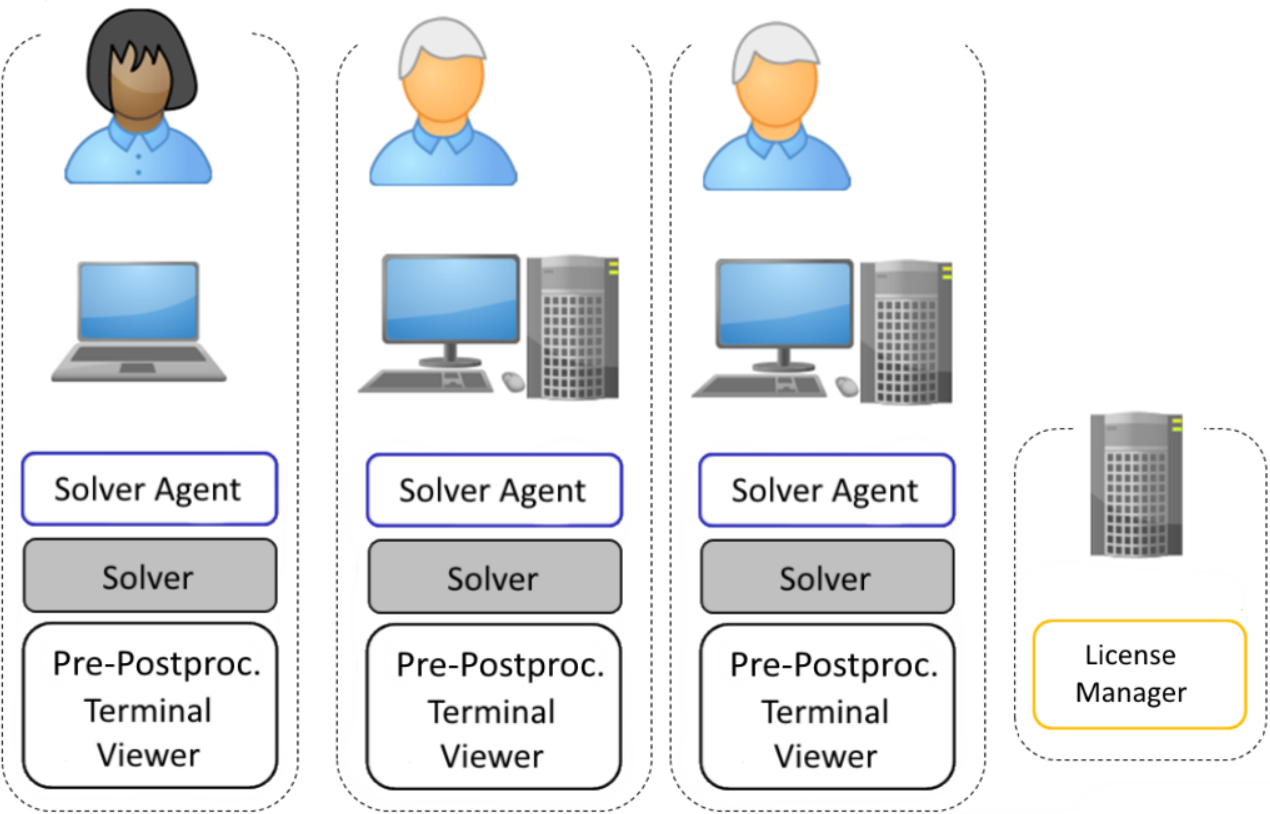 Solver Agent
Solver
Pre-Postproc.
Terminal
Viewer
Solver Agent
Solver
Pre-Postproc.
Terminal
Viewer
Solver Agent
Solver
Pre-Postproc.
Terminal
Viewer
License
Manager